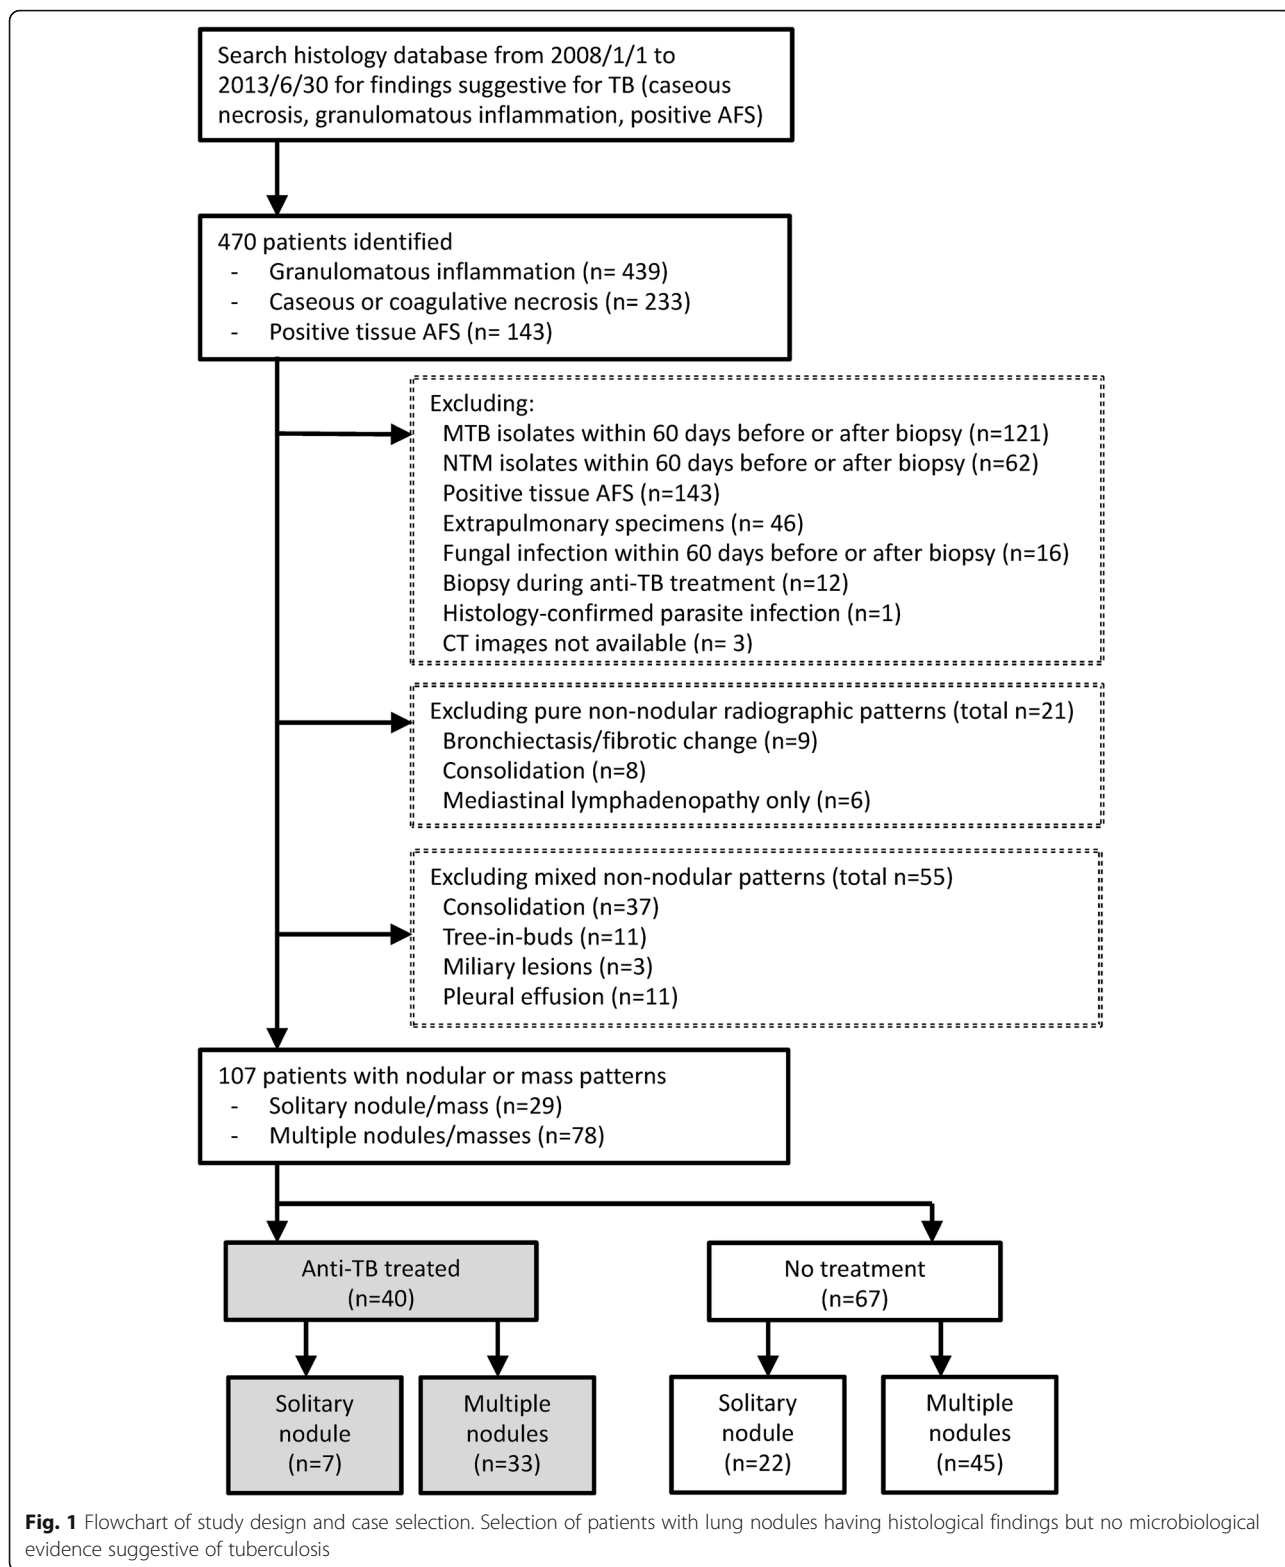 Search histology database from 2008/1/1 to
2013/6/30 for findings suggestive for TB (caseous
necrosis, granulomatous inflammation, positive AFS)
470 patients identified
- Granulomatous inflammation (n= 439)
- Caseous or coagulative necrosis (n= 233)
- Positive tissue AFS (n= 143)
Excluding:
MTB isolates within 60 days before or after biopsy (n=121)
NTM isolates within 60 days before or after biopsy (n=62)
Positive tissue AFS (n=143)
Extrapulmonary specimens (n= 46)
Fungal infection within 60 days before or after biopsy (n=16)
Biopsy during anti-TB treatment (n=12)
Histology-confirmed parasite infection (n=1)
CT images not available (n= 3)
Excluding pure non-nodular radiographic patterns (total n=21)
Bronchiectasis/fibrotic change (n=9)
Consolidation (n=8)
Mediastinal lymphadenopathy only (n=6)
Excluding mixed non-nodular patterns (total n=55)
Consolidation (n=37)
Tree-in-buds (n=11)
Miliary lesions (n=3)
Pleural effusion (n=11)
107 patients with nodular or mass patterns
- Solitary nodule/mass (n=29)
- Multiple nodules/masses (n=78)
Anti-TB treated
(n=40)
No treatment
(n=67)
Solitary
nodule
(n=7)
Multiple
nodules
(n=33)
Solitary
nodule
(n=22)
Multiple
nodules
(n=45)
Fig. 1 Flowchart of study design and case selection. Selection of patients with lung nodules having histological findings but no microbiological
evidence suggestive of tuberculosis